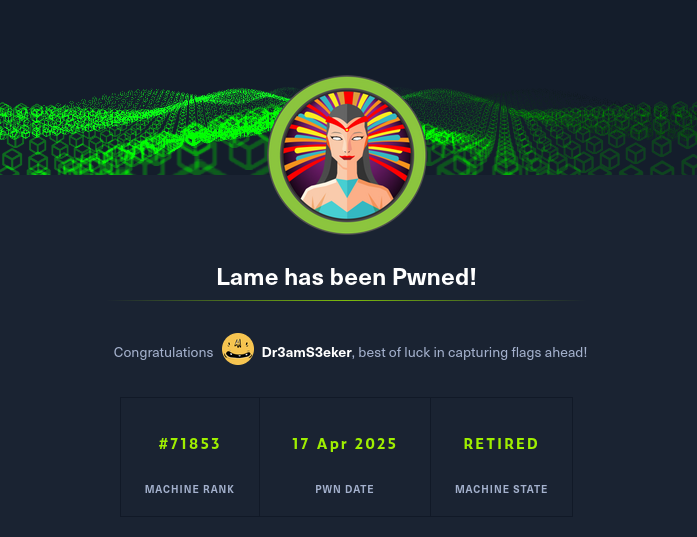 Lame has been Pwned!
Congratulations Dr3amS3eker, best of luck in capturing flags ahead!
#71853 17 Apr 2025 RETIRED
MACHINE RANK PWN DATE MACHINE STATE